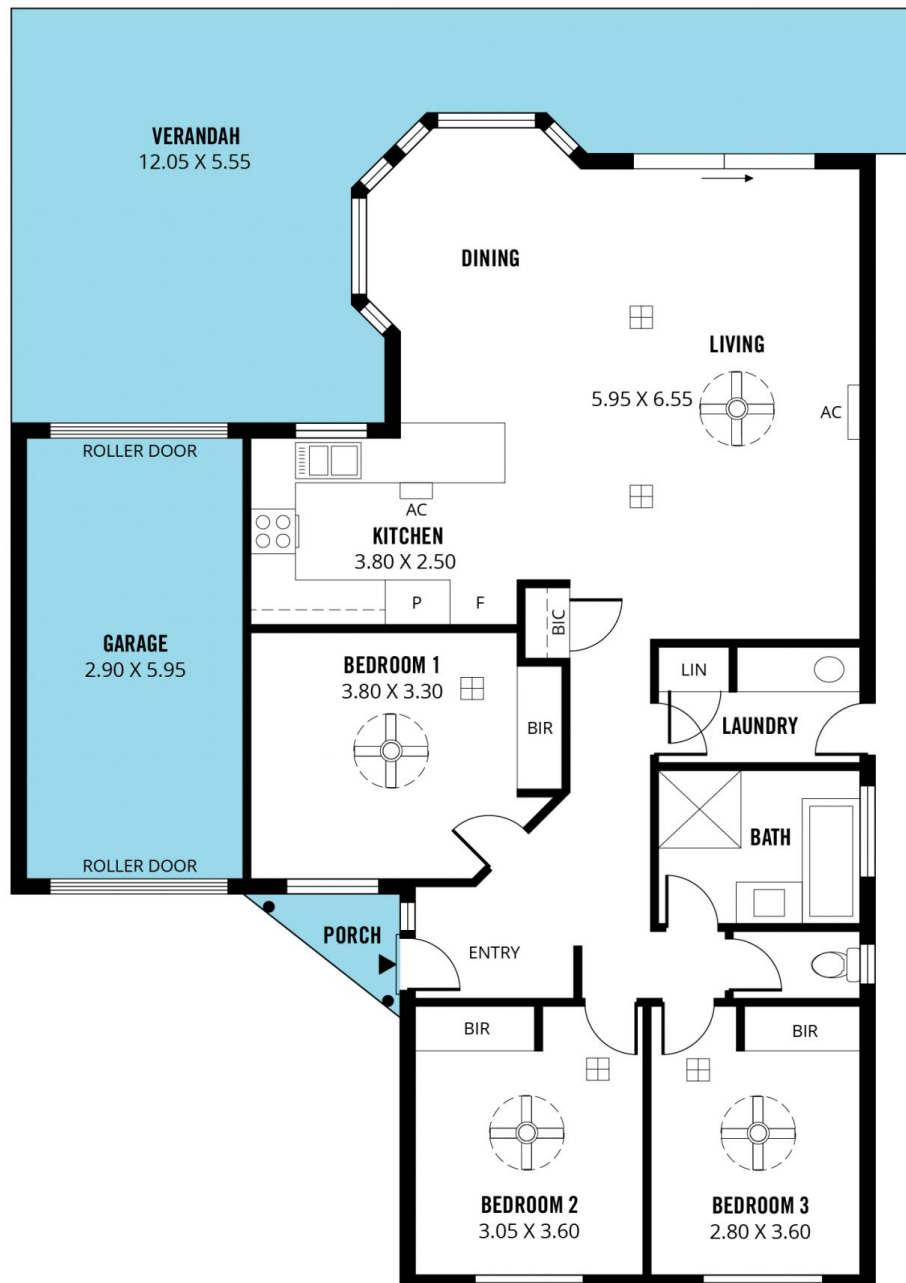 VERANDAH
12.05 X 5.55
DINING
LIVING
5.95 X 6.55
AC
ROLLER DOOR
AC
KITCHEN
3.80 X 2.50
P
F
BIC
GARAGE
2.90 X 5.95
BEDROOM 1
3.80 X 3.30
BIR
LIN
LAUNDRY
BATH
ROLLER DOOR
PORCH
ENTRY
BIR
BIR
BEDROOM 2
3.05 X 3.60
BEDROOM 3
2.80 X 3.60